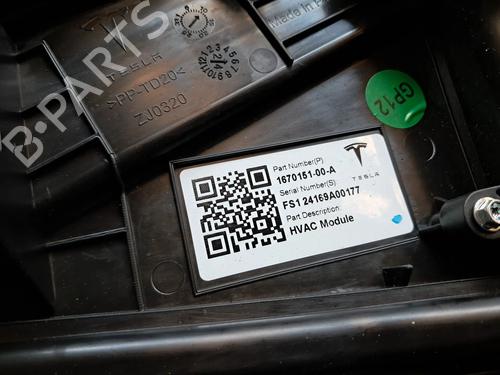 B-PARTS
TESLA
>PP-TD20<
ZJ0320
Made In
GP12
Part Number(P)
1670151-00-A
Serial Number(S)
FS1 24169A00177
Part Description:
HVAC Module
TESLA